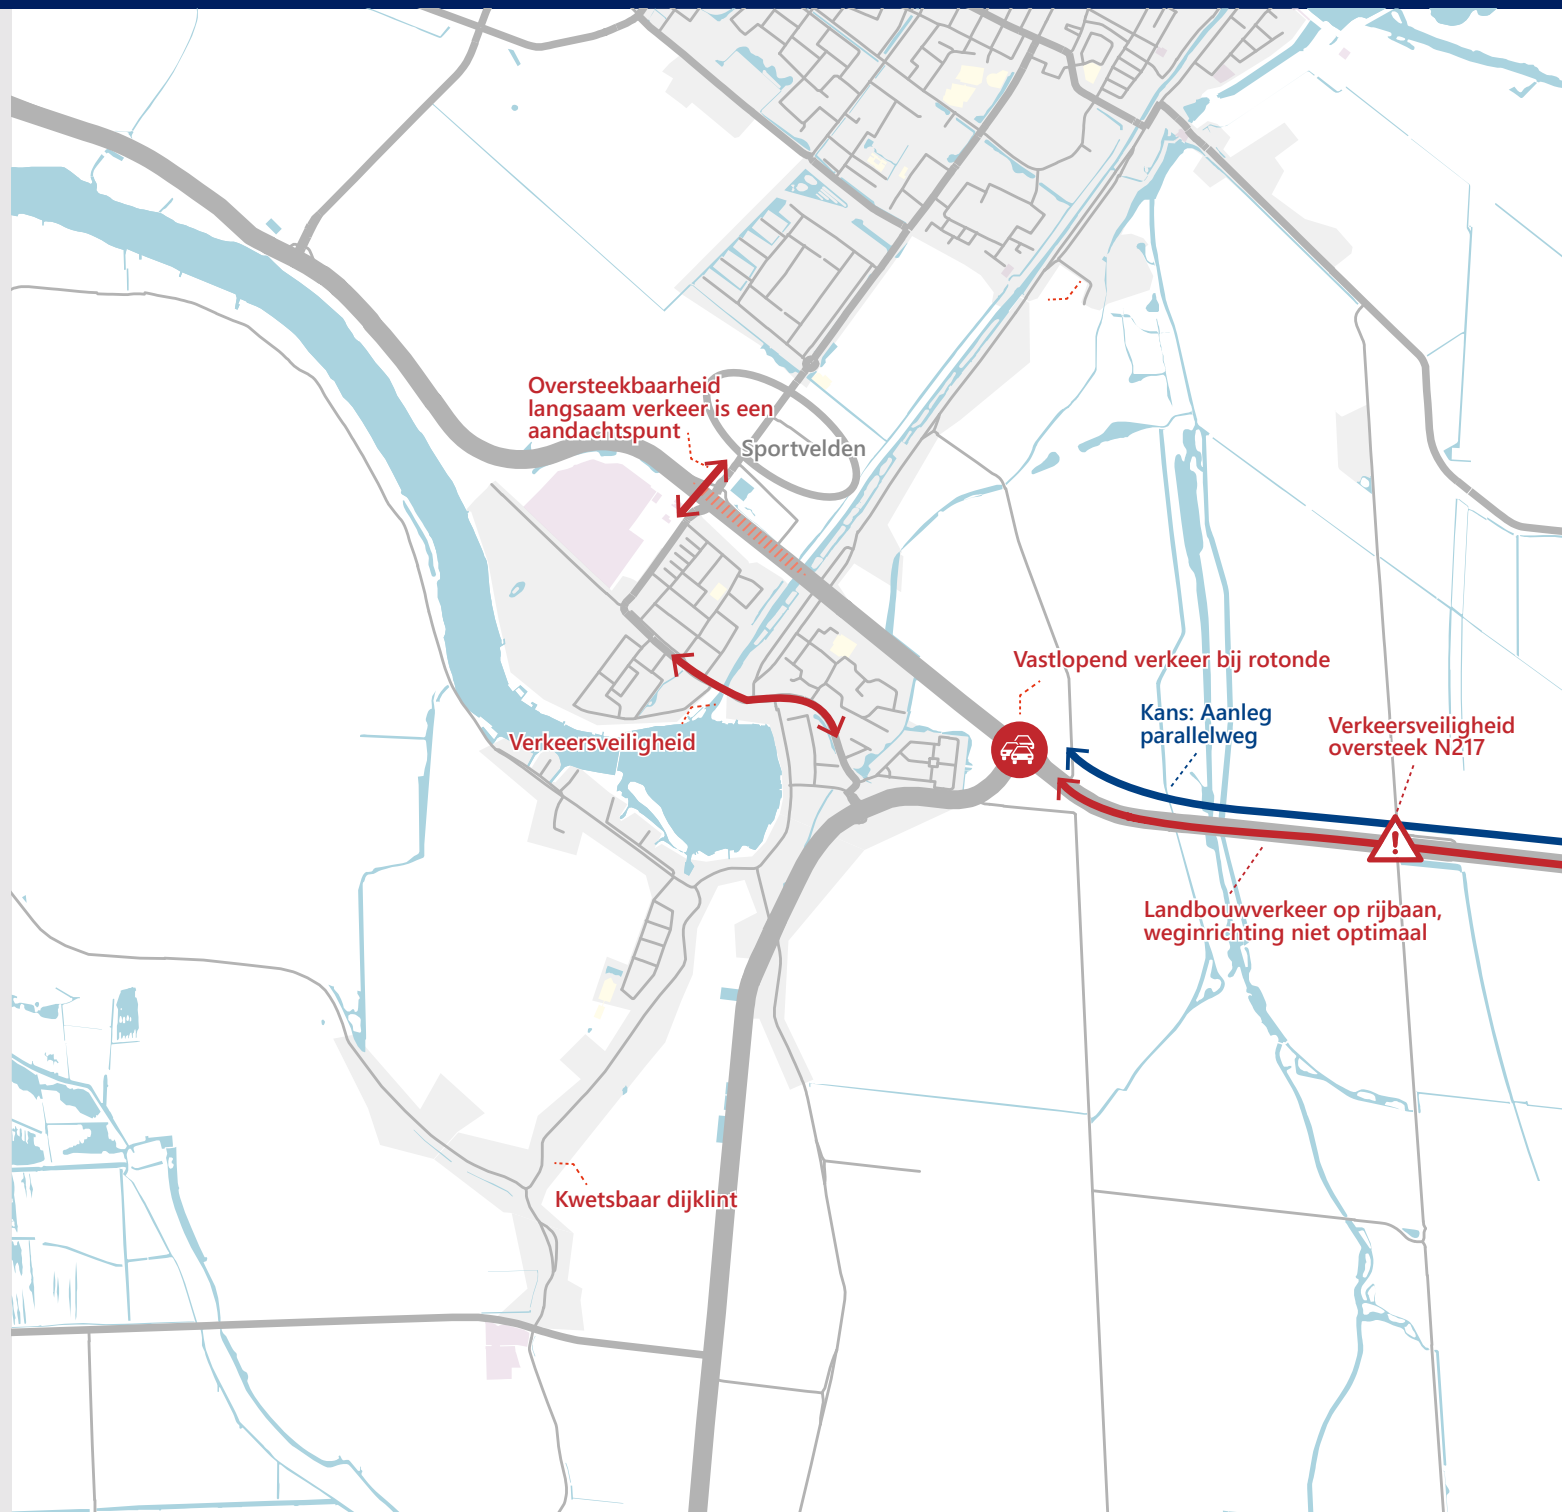 Oversteekbaarheid
langsaam verkeer is een
aandachtspunt
Sportvelden
Vastlopend verkeer bij rotonde
Kans: Aanleg
parallelweg
Verkeersveiligheid
oversteek N217
Verkeersveiligheid
Landbouwverkeer op rijbaan,
weginrichting niet optimaal
Kwetsbaar dijklint